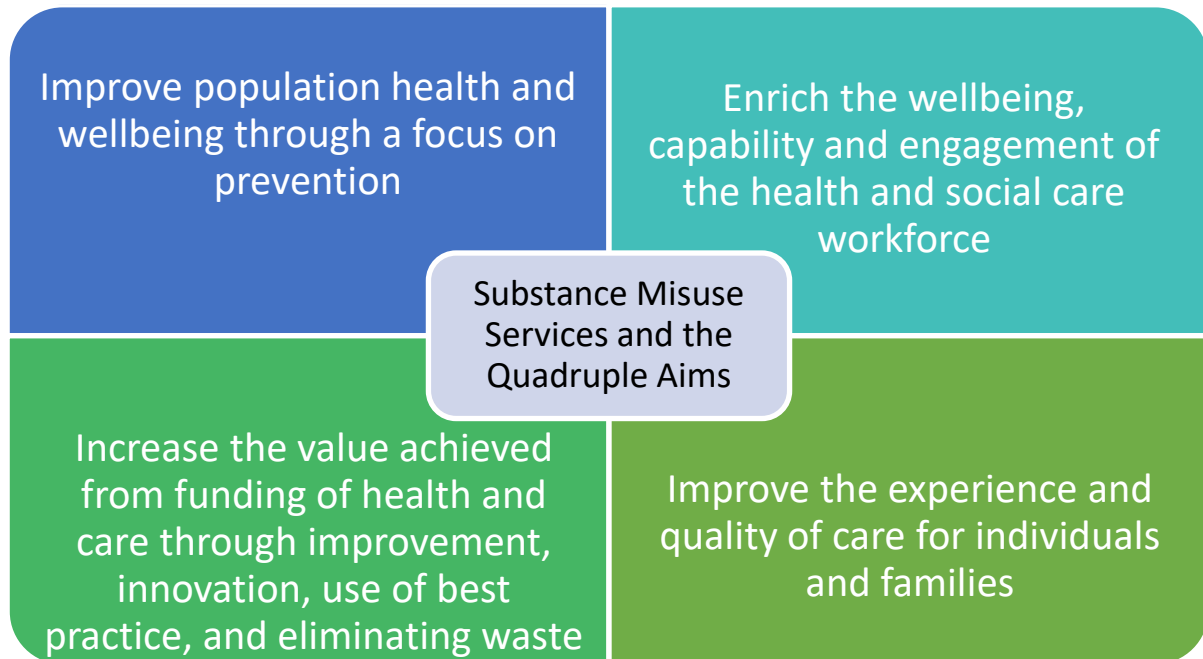 Improve population health and
wellbeing through a focus on
prevention
Enrich the wellbeing,
capability and engagement of
the health and social care
workforce
Substance Misuse
Services and the
Quadruple Aims
Increase the value achieved
from funding of health and
care through improvement,
innovation, use of best
practice, and eliminating waste
Improve the experience and
quality of care for individuals
and families